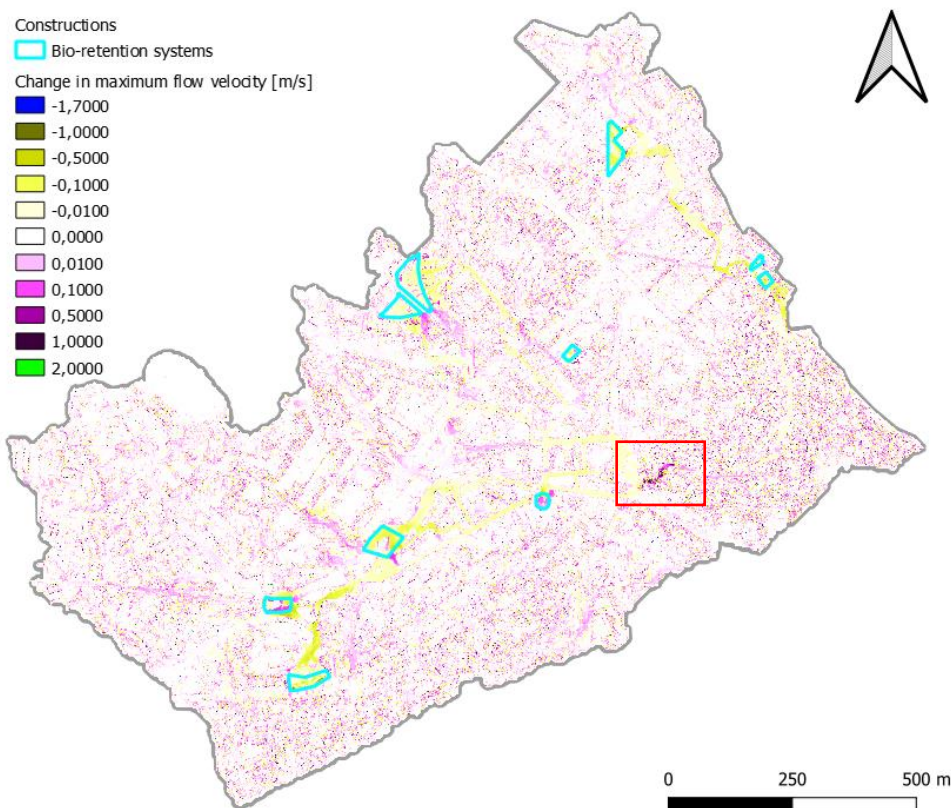 Constructions
Bio-retention systems
Change in maximum flow velocity [m/s]
-1,7000
-1,0000
-0,5000
-0,1000
-0,0100
0,0000
0,0100
0,1000
0,5000
1,0000
2,0000
0 250 500 m